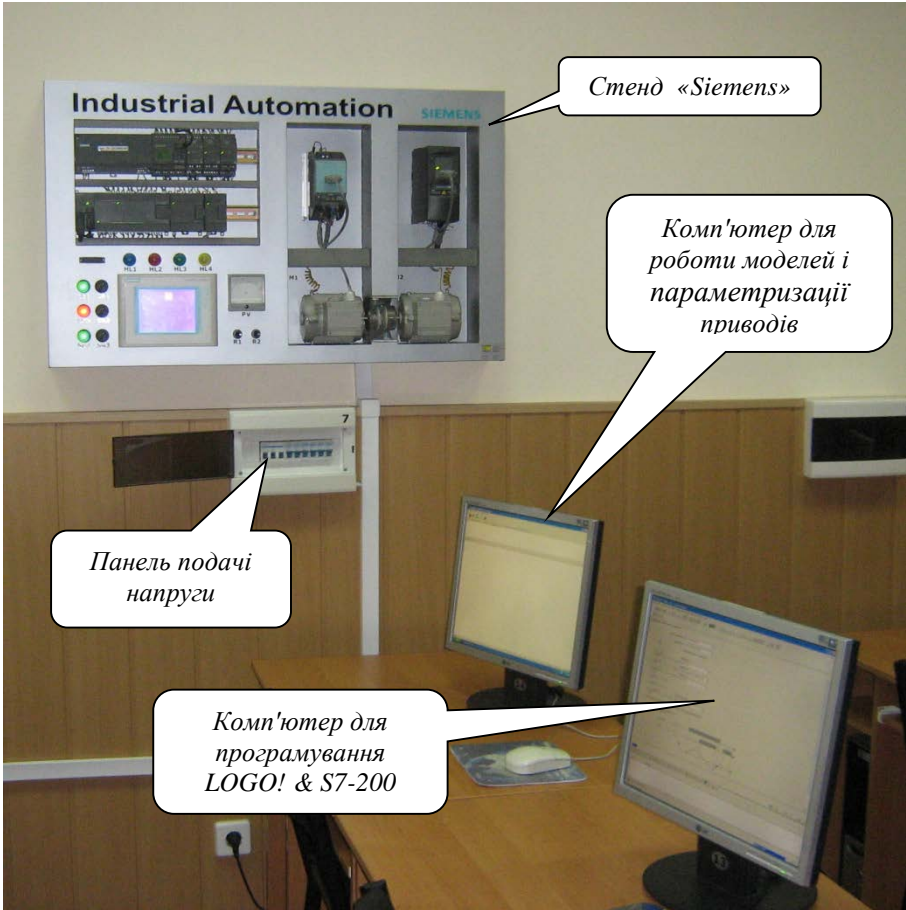 Стенд «Siemens»
Industrial Automation
SIEMENS
Комп'ютер для
роботи моделей і
параметризації
приводів
HL1 HL2 HL3 HL4
M1
PV
R1 R2
7
Панель подачі
напруги
Комп'ютер для
програмування
LOGO! & S7-200